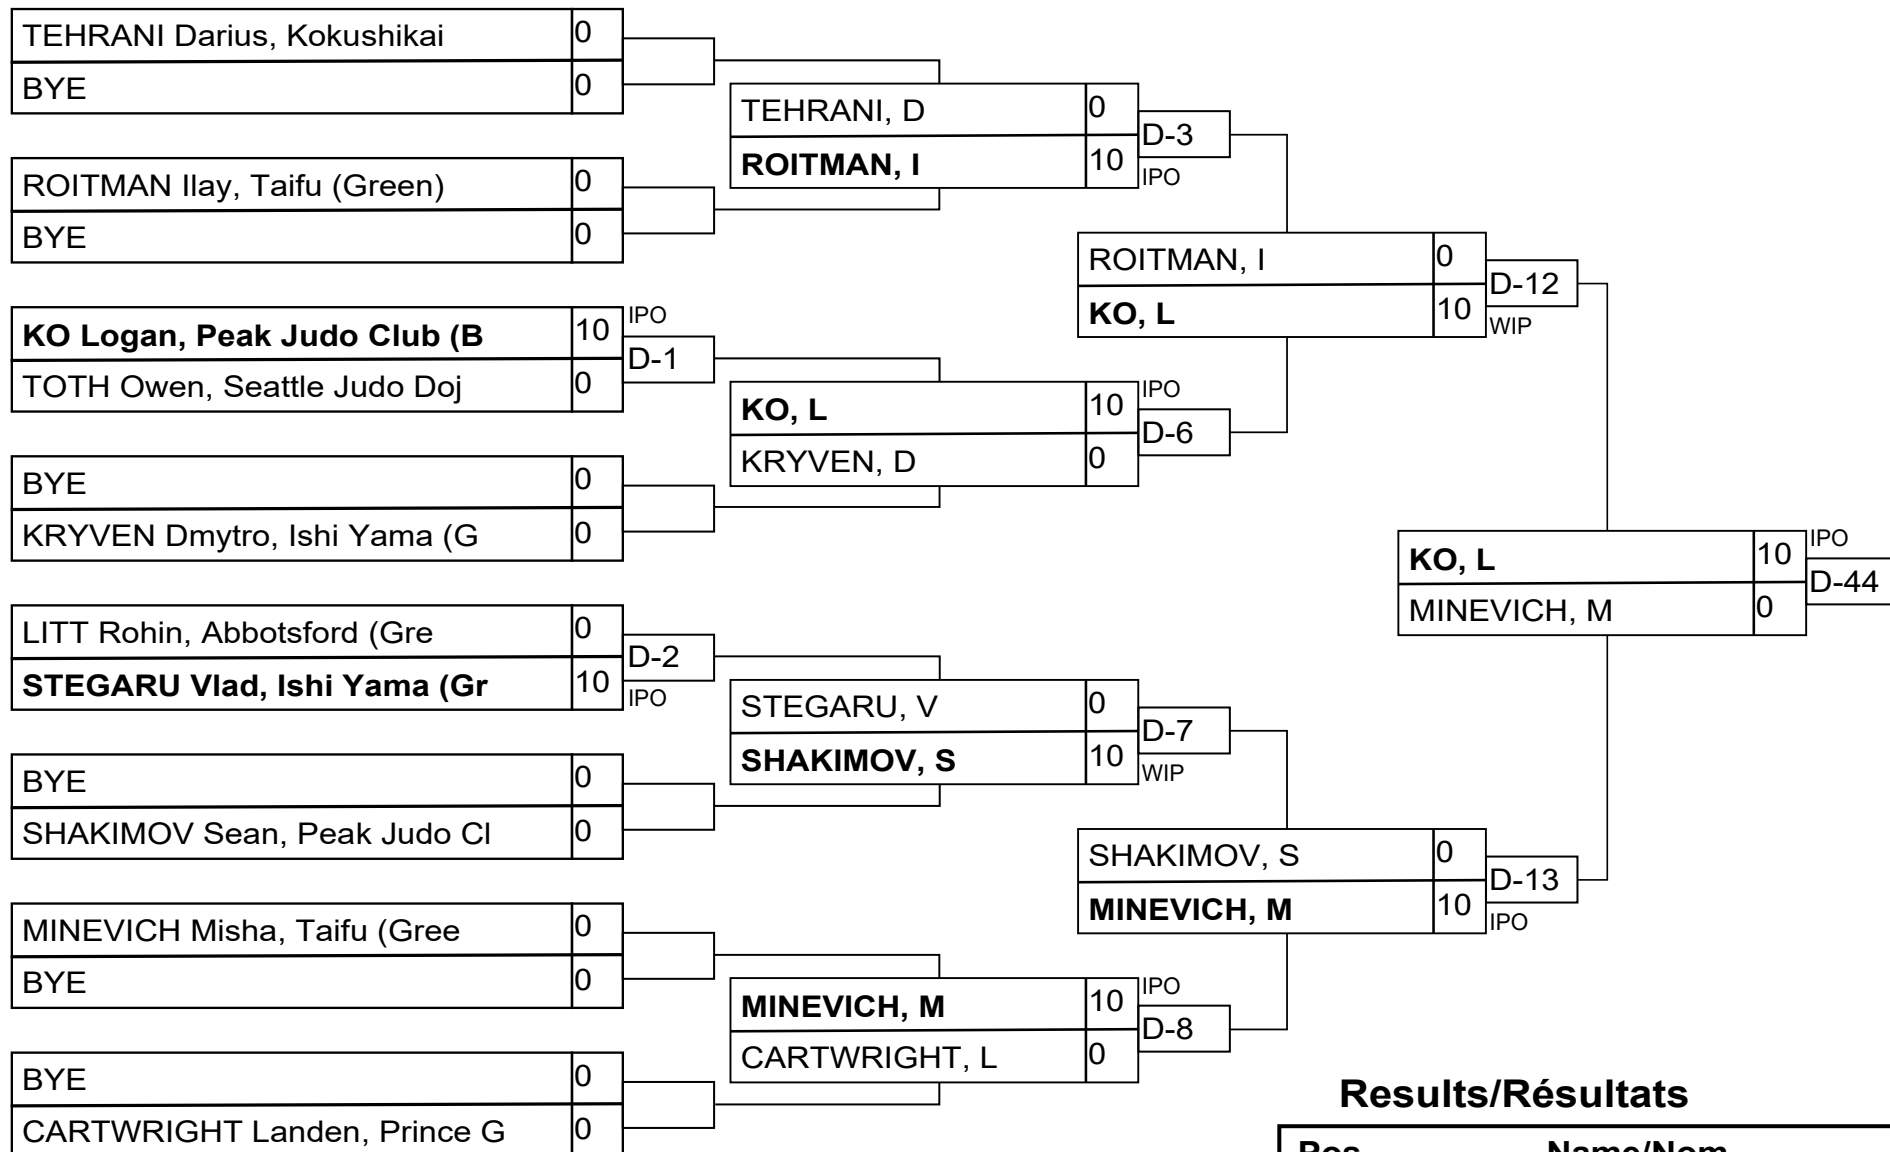 TEHRANI Darius, Kokushikai 0
BYE 0
ROITMAN Ilay, Taifu (Green) 0
BYE 0
KO Logan, Peak Judo Club (B 10 IPO
D-1
TOTH Owen, Seattle Judo Doj 0
BYE 0
KRYVEN Dmytro, Ishi Yama (G 0
LITT Rohin, Abbotsford (Gre 0
D-2
STEGARU Vlad, Ishi Yama (Gr 10 IPO
BYE 0
SHAKIMOV Sean, Peak Judo Cl 0
MINEVICH Misha, Taifu (Gree 0
BYE 0
BYE 0
CARTWRIGHT Landen, Prince G 0
TEHRANI, D 0
D-3
ROITMAN, I 10 IPO
KO, L 10 IPO
D-6
KRYVEN, D 0
STEGARU, V 0
D-7
SHAKIMOV, S 10 WIP
MINEVICH, M 10 IPO
D-8
CARTWRIGHT, L 0
ROITMAN, I 0
D-12
KO, L 10 WIP
SHAKIMOV, S 0
D-13
MINEVICH, M 10 IPO
KO, L 10 IPO
D-44
MINEVICH, M 0
Results/Résultats
Pos Name/Nom